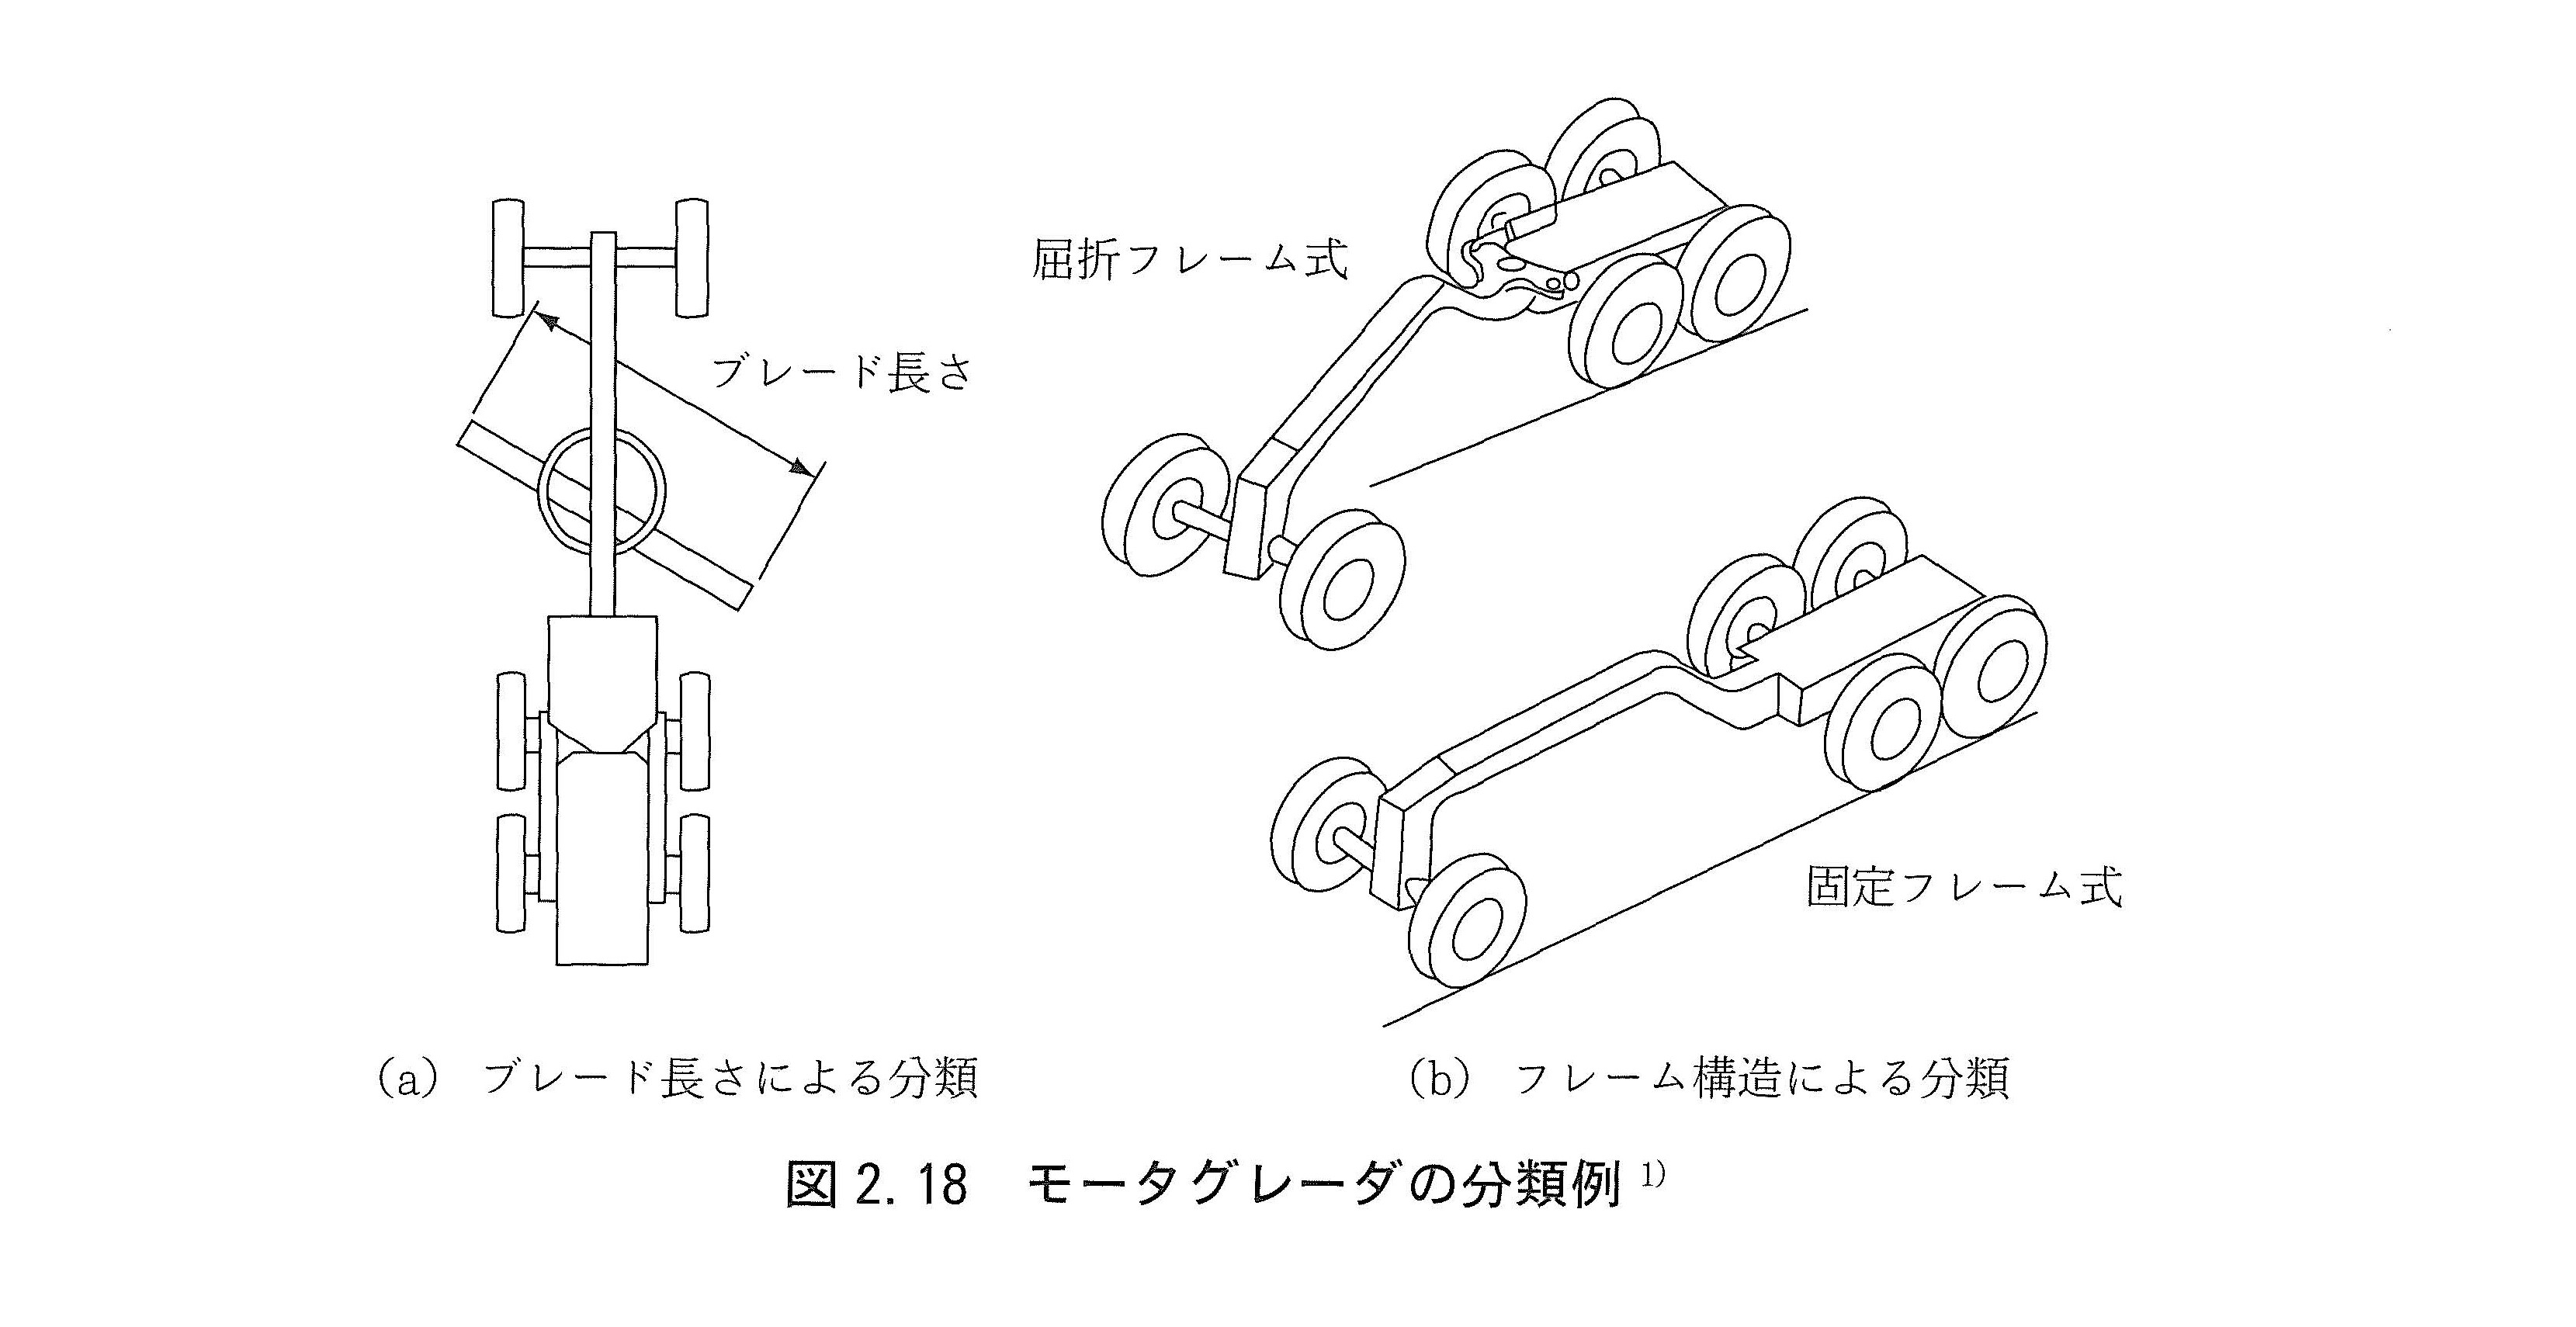 屈折フレーム式
ブレード長さ
固定フレーム式
(a) ブレード長さによる分類
(b) フレーム構造による分類
図2.18 モータグレーダの分類例 1)